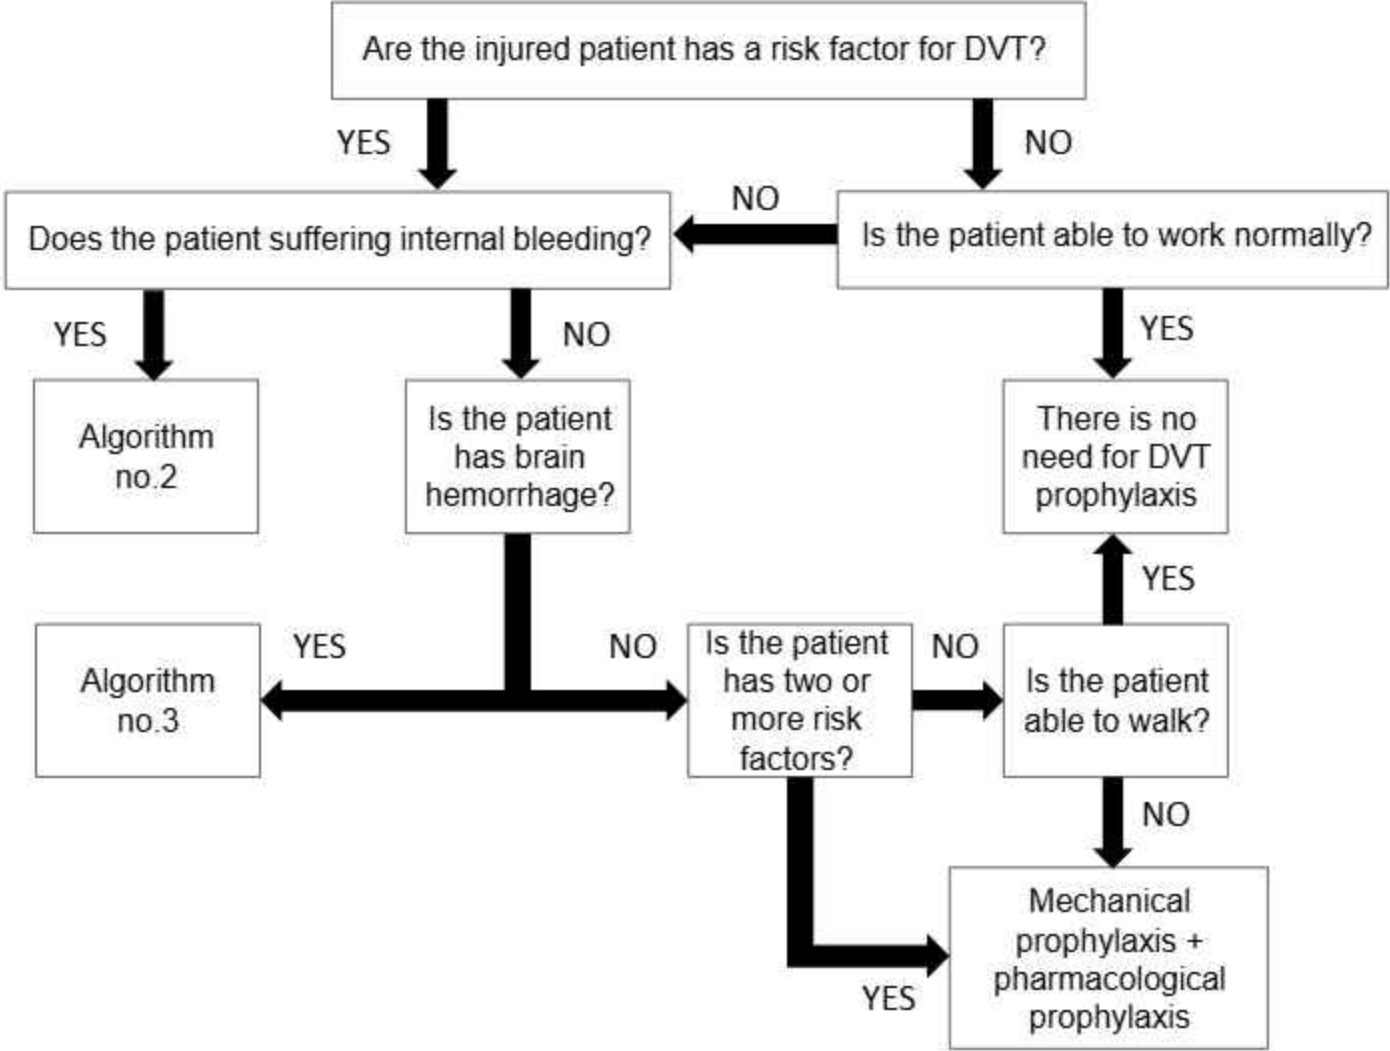 Are the injured patient has a risk factor for DVT?
YES
NO
NO
Does the patient suffering internal bleeding?
Is the patient able to work normally?
YES
NO
YES
Algorithm
no.2
Is the patient
has brain
hemorrhage?
There is no
need for DVT
prophylaxis
YES
YES
NO
NO
Algorithm
no.3
Is the patient
has two or
more risk
factors?
Is the patient
able to walk?
NO
YES
Mechanical
prophylaxis +
pharmacological
prophylaxis